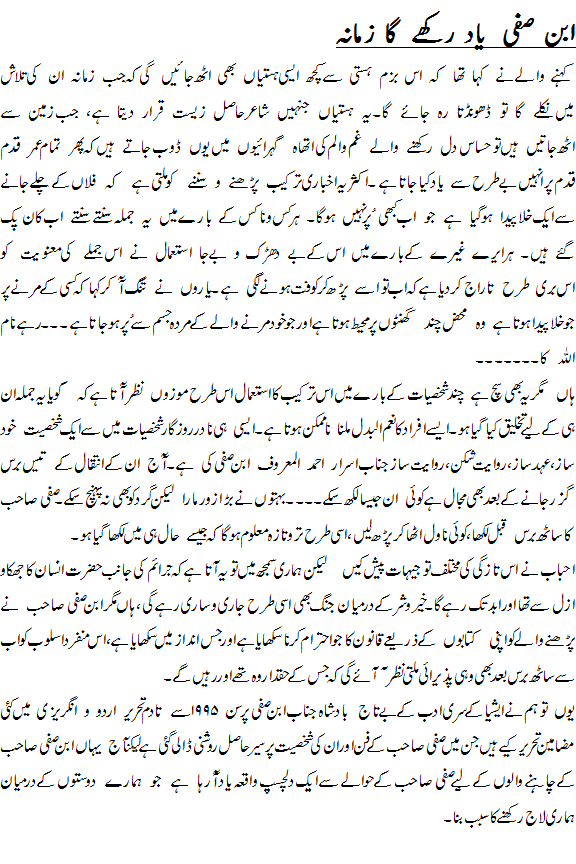 ابن صفی یاد رکھے گا زمانہ
کہنے والے نے کہا تھا کہ اس بزم ہستی سے کچھ ایسی ہستیاں بھی اٹھ جائیں گی کہ جب زمانہ ان کی تلاش
میں نکلے گا تو ڈھونڈتا رہ جائے گا۔ یہ ہستیاں جنہیں شاعر حاصل زیست قرار دیتا ہے، جب زمین سے
اٹھ جاتیں ہیں تو حساس دل رکھنے والے غم والم کی اتھاہ گہرائیوں میں یوں ڈوب جاتے ہیں کہ پھر تمام عمر قدم
قدم پر انہیں بے طرح سے یاد کیا جاتا ہے۔ اکثر یہ اخباری ترکیب پڑھنے و سننے کو ملتی ہے کہ فلاں کے چلے جانے
سے ایک خلا پیدا ہوگیا ہے جو اب کبھی پُر نہیں ہوگا۔ ہر کس و ناکس کے بارے میں یہ جملہ سنتے سنتے اب کان پک
گئے ہیں۔ ہر ایرے غیرے کے بارے میں اس کے بے دھڑک و بے جا استعمال نے اس جملے کی معنویت کو
اس بری طرح تاراج کردیا ہے کہ اب تو اسے پڑھ کر کوفت ہونے لگی ہے۔ یاروں نے تنگ آ کر کہا کہ کسی کے مرنے پر
جو خلا پیدا ہوتا ہے وہ محض چند گھنٹوں پر محیط ہوتا ہے اور جو خود مرنے والے کے مردہ جسم سے پُر ہو جاتا ہے۔۔۔ رہے نام
اللہ کا۔۔۔۔۔۔۔
ہاں مگر یہ بھی سچ ہے چند شخصیات کے بارے میں اس ترکیب کا استعمال اس طرح موزوں نظر آتا ہے کہ گویا یہ جملہ ان
ہی کے لیے تخلیق کیا گیا ہو۔ ایسے افراد کا نعم البدل ملنا ناممکن ہوتا ہے۔ ایسی ہی نادر روزگار شخصیات میں سے ایک شخصیت خود
ساز، عہد ساز، روایت شکن، روایت ساز جناب اسرار احمد المعروف ابن صفی کی ہے۔ آج ان کے انتقال کے تیس برس
گزر جانے کے بعد بھی مجال ہے کوئی ان جیسا لکھ سکے۔۔۔۔ بہتوں نے بڑا زور مارا لیکن گرد کو بھی نہ پہنچ سکے۔ صفی صاحب
کا ساٹھ برس قبل لکھا، کوئی ناول اٹھا کر پڑھ لیں، اسی طرح تر و تازہ معلوم ہوگا کہ جیسے حال ہی میں لکھا گیا ہو۔
احباب نے اس تازگی کی مختلف توجیہات پیش کیں لیکن ہماری سمجھ میں تو یہ آتا ہے کہ جرائم کی جانب حضرت انسان کا جھکاو
ازل سے تھا اور ابد تک رہے گا۔ خیر و شر کے درمیان جنگ بھی اسی طرح جاری و ساری رہے گی، ہاں مگر ابن صفی صاحب نے
پڑھنے والے کو اپنی کتابوں کے ذریعے قانون کا جو احترام کرنا سکھایا ہے اور جس انداز میں سکھایا ہے، اس منفرد اسلوب کو اب
سے ساٹھ برس بعد بھی وہی پذیرائی ملتی نظر آئے گی کہ جس کے حقدار وہ تھے اور رہیں گے۔
یوں تو ہم نے ایشیا کے سری ادب کے بے تاج بادشاہ جناب ابن صفی پر سن ۱۹۹۵ سے تادم تحریر اردو و انگریزی میں کئی
مضامین تحریر کیے ہیں جن میں صفی صاحب کے فن اور ان کی شخصیت پر سیر حاصل روشنی ڈالی گئی ہے لیکن آج یہاں ابن صفی صاحب
کے چاہنے والوں کے لیے صفی صاحب کے حوالے سے ایک دلچسپ واقعہ یاد آ رہا ہے جو ہمارے دوستوں کے درمیان
ہماری لاج رکھنے کا سبب بنا۔